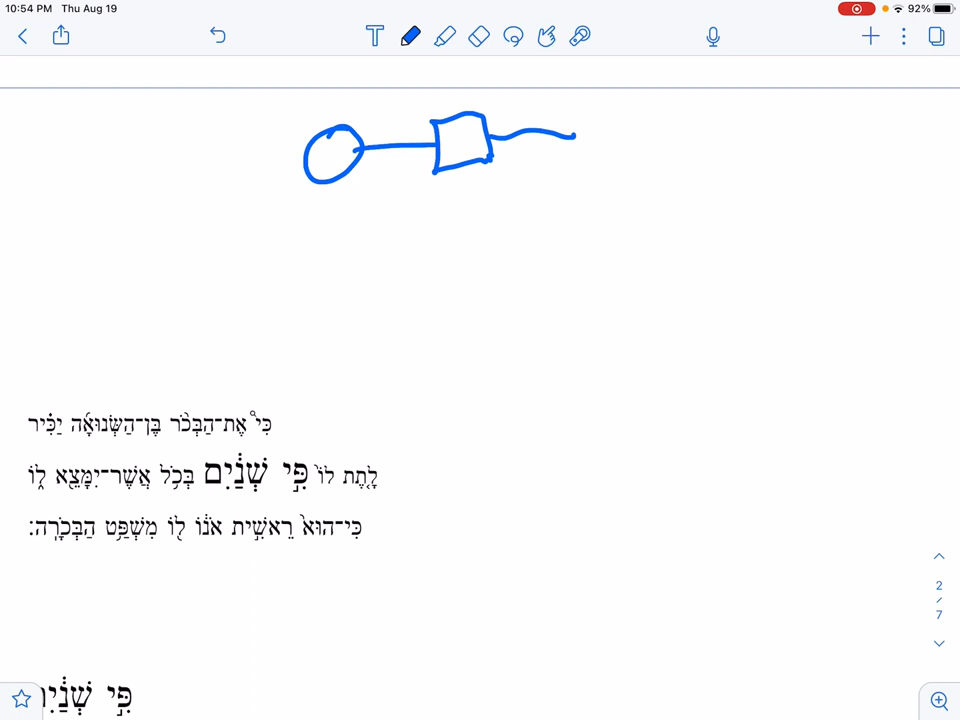 10:54 PM Thu Aug 19
92%
T
כִּי֩ אֶת־הַבְּכֹ֨ר בֶּן־הַשְּׂנוּאָ֜ה יַכִּ֗יר
לָ֤תֶת לוֹ֙ פִּ֣י שְׁנַ֔יִם בְּכֹ֥ל אֲשֶׁר־יִמָּצֵ֖א ל֑וֹ
כִּי־הוּא֙ רֵאשִׁ֣ית אֹנ֔וֹ ל֖וֹ מִשְׁפַּ֥ט הַבְּכֹרָֽה׃
2
/
7
פִּ֣י שְׁנַ֔יִ